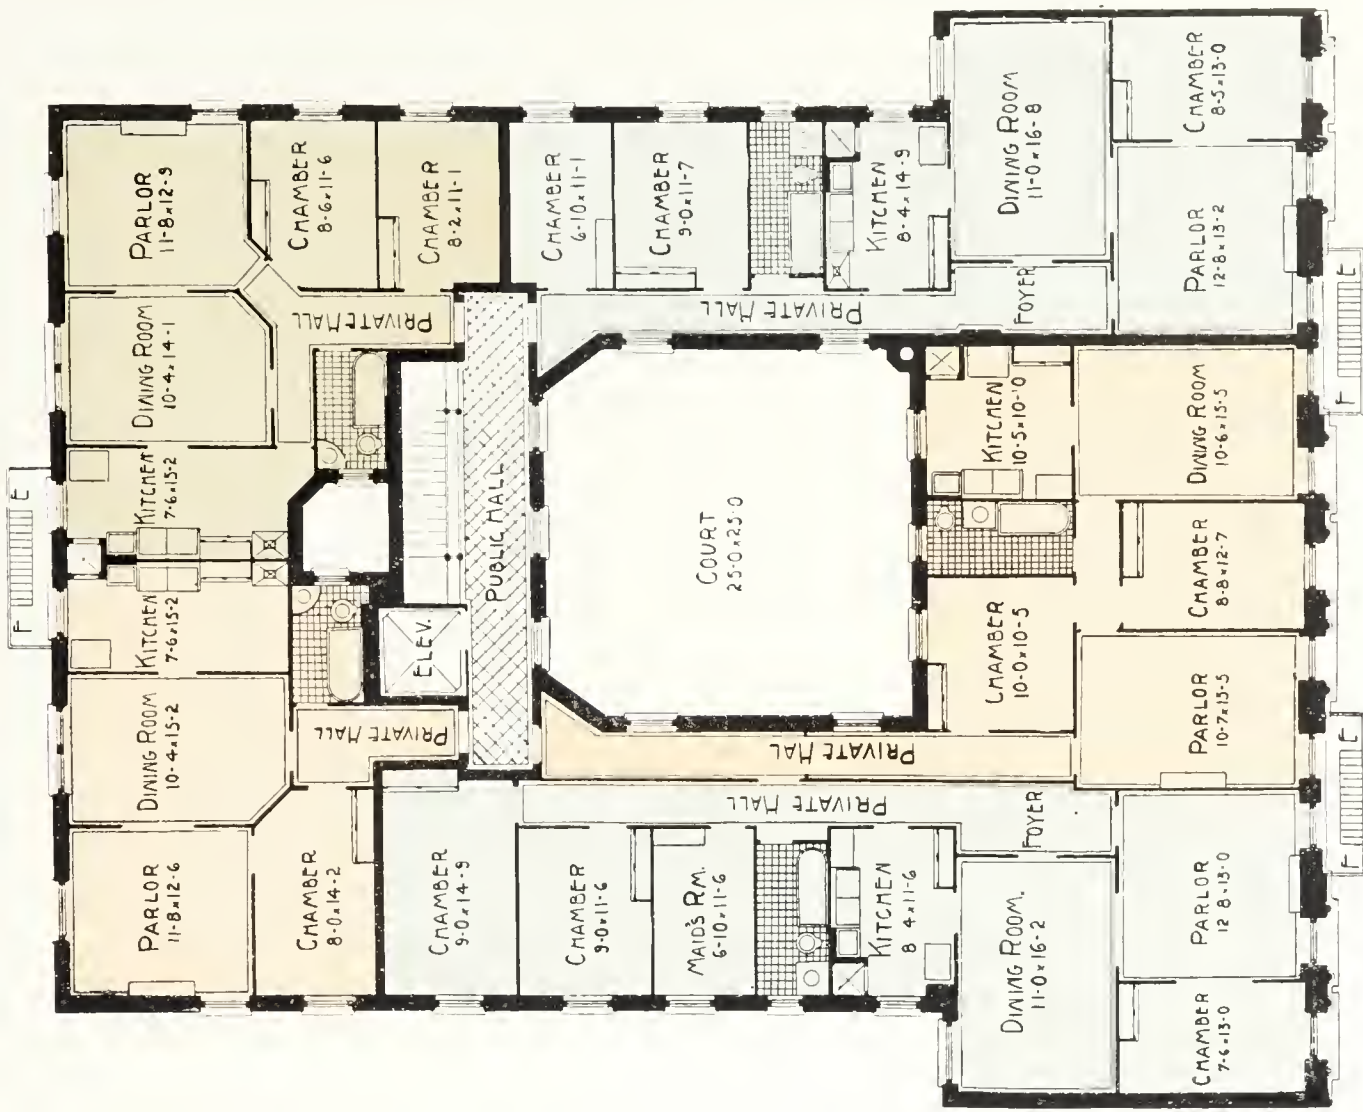 PARLOR
11-8x12-9
CHAMBER
8-6x11-6
CHAMBER
8-2x11-1
CHAMBER
6-10x11-1
CHAMBER
9-0x11-7
KITCHEN
8-4x14-9
DINING ROOM
11-0x16-8
CHAMBER
8-5x13-0
PARLOR
12-8x13-2
DINING ROOM
10-4x14-1
PRIVATE HALL
PRIVATE HALL
FOYER
KITCHEN
7-6x15-2
PUBLIC HALL
COURT
25-0x25-0
KITCHEN
10-5x10-10
DINING ROOM
10-6x15-5
F E
F E
KITCHEN
7-6x15-2
ELEV.
CHAMBER
10-0x10-5
CHAMBER
8-8x12-7
DINING ROOM
10-4x15-2
PRIVATE HALL
PRIVATE HALL
PARLOR
10-7x15-5
F E
PRIVATE HALL
FOYER
PARLOR
11-8x12-6
CHAMBER
8-0x14-2
CHAMBER
9-0x14-9
CHAMBER
9-0x11-6
MAID'S RM.
6-10x11-6
KITCHEN
8 4x11-6
DINING ROOM.
11-0x16-2
PARLOR
12 8x13-0
CHAMBER
7-6x13-0